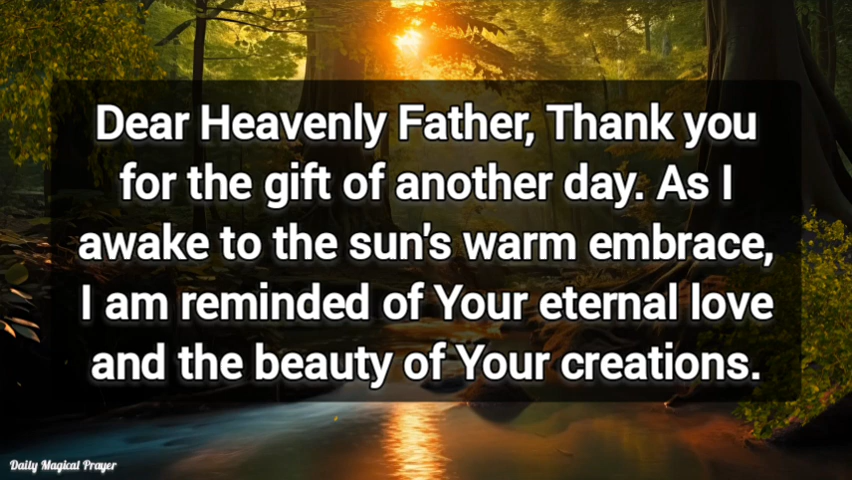 Dear Heavenly Father, Thank you
for the gift of another day. As I
awake to the sun's warm embrace,
I am reminded of Your eternal love
and the beauty of Your creations.
Daily Magical Prayer